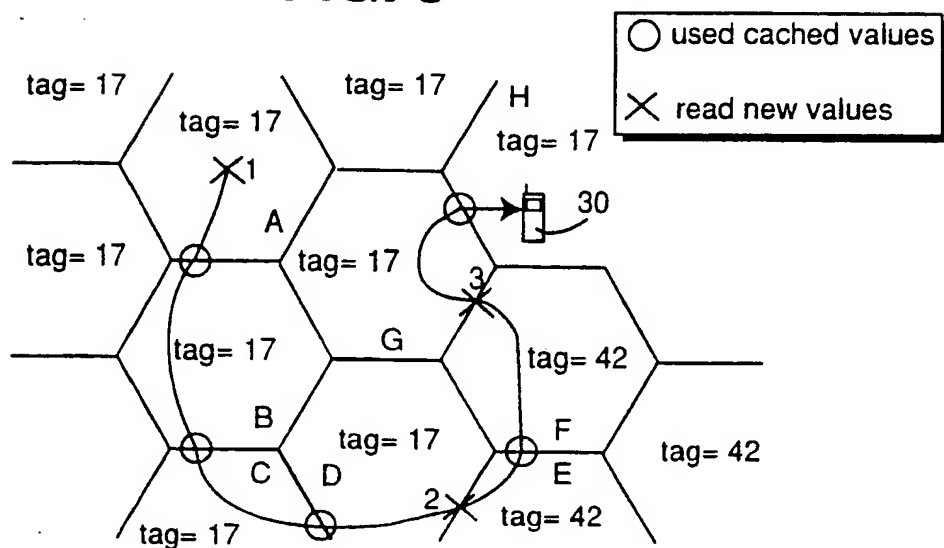 used cached values
read new values
tag= 17
tag= 17
H
tag= 17
tag= 17
1
30
A
tag= 17
tag= 17
3
G
tag= 17
tag= 42
B
tag= 17
F
C
D
E
tag= 42
2
tag= 42
tag= 17